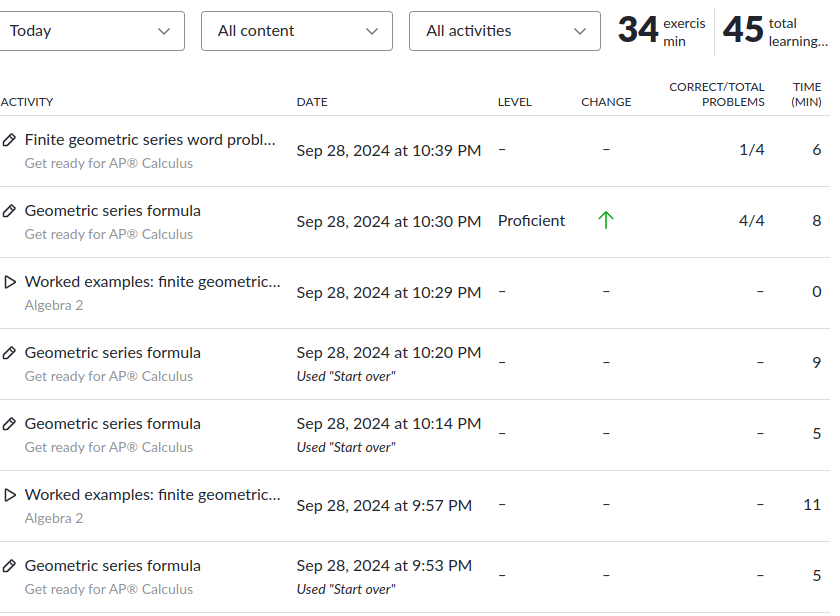 Today All content All activities 34 exercis min 45 total learning...
ACTIVITY DATE LEVEL CHANGE CORRECT/TOTAL PROBLEMS TIME (MIN)
Finite geometric series word probl... Sep 28, 2024 at 10:39 PM – – 1/4 6
Get ready for AP® Calculus
Geometric series formula Sep 28, 2024 at 10:30 PM Proficient ↑ 4/4 8
Get ready for AP® Calculus
Worked examples: finite geometric... Sep 28, 2024 at 10:29 PM – – – 0
Algebra 2
Geometric series formula Sep 28, 2024 at 10:20 PM – – – 9
Get ready for AP® Calculus Used "Start over"
Geometric series formula Sep 28, 2024 at 10:14 PM – – – 5
Get ready for AP® Calculus Used "Start over"
Worked examples: finite geometric... Sep 28, 2024 at 9:57 PM – – – 11
Algebra 2
Geometric series formula Sep 28, 2024 at 9:53 PM – – – 5
Get ready for AP® Calculus Used "Start over"